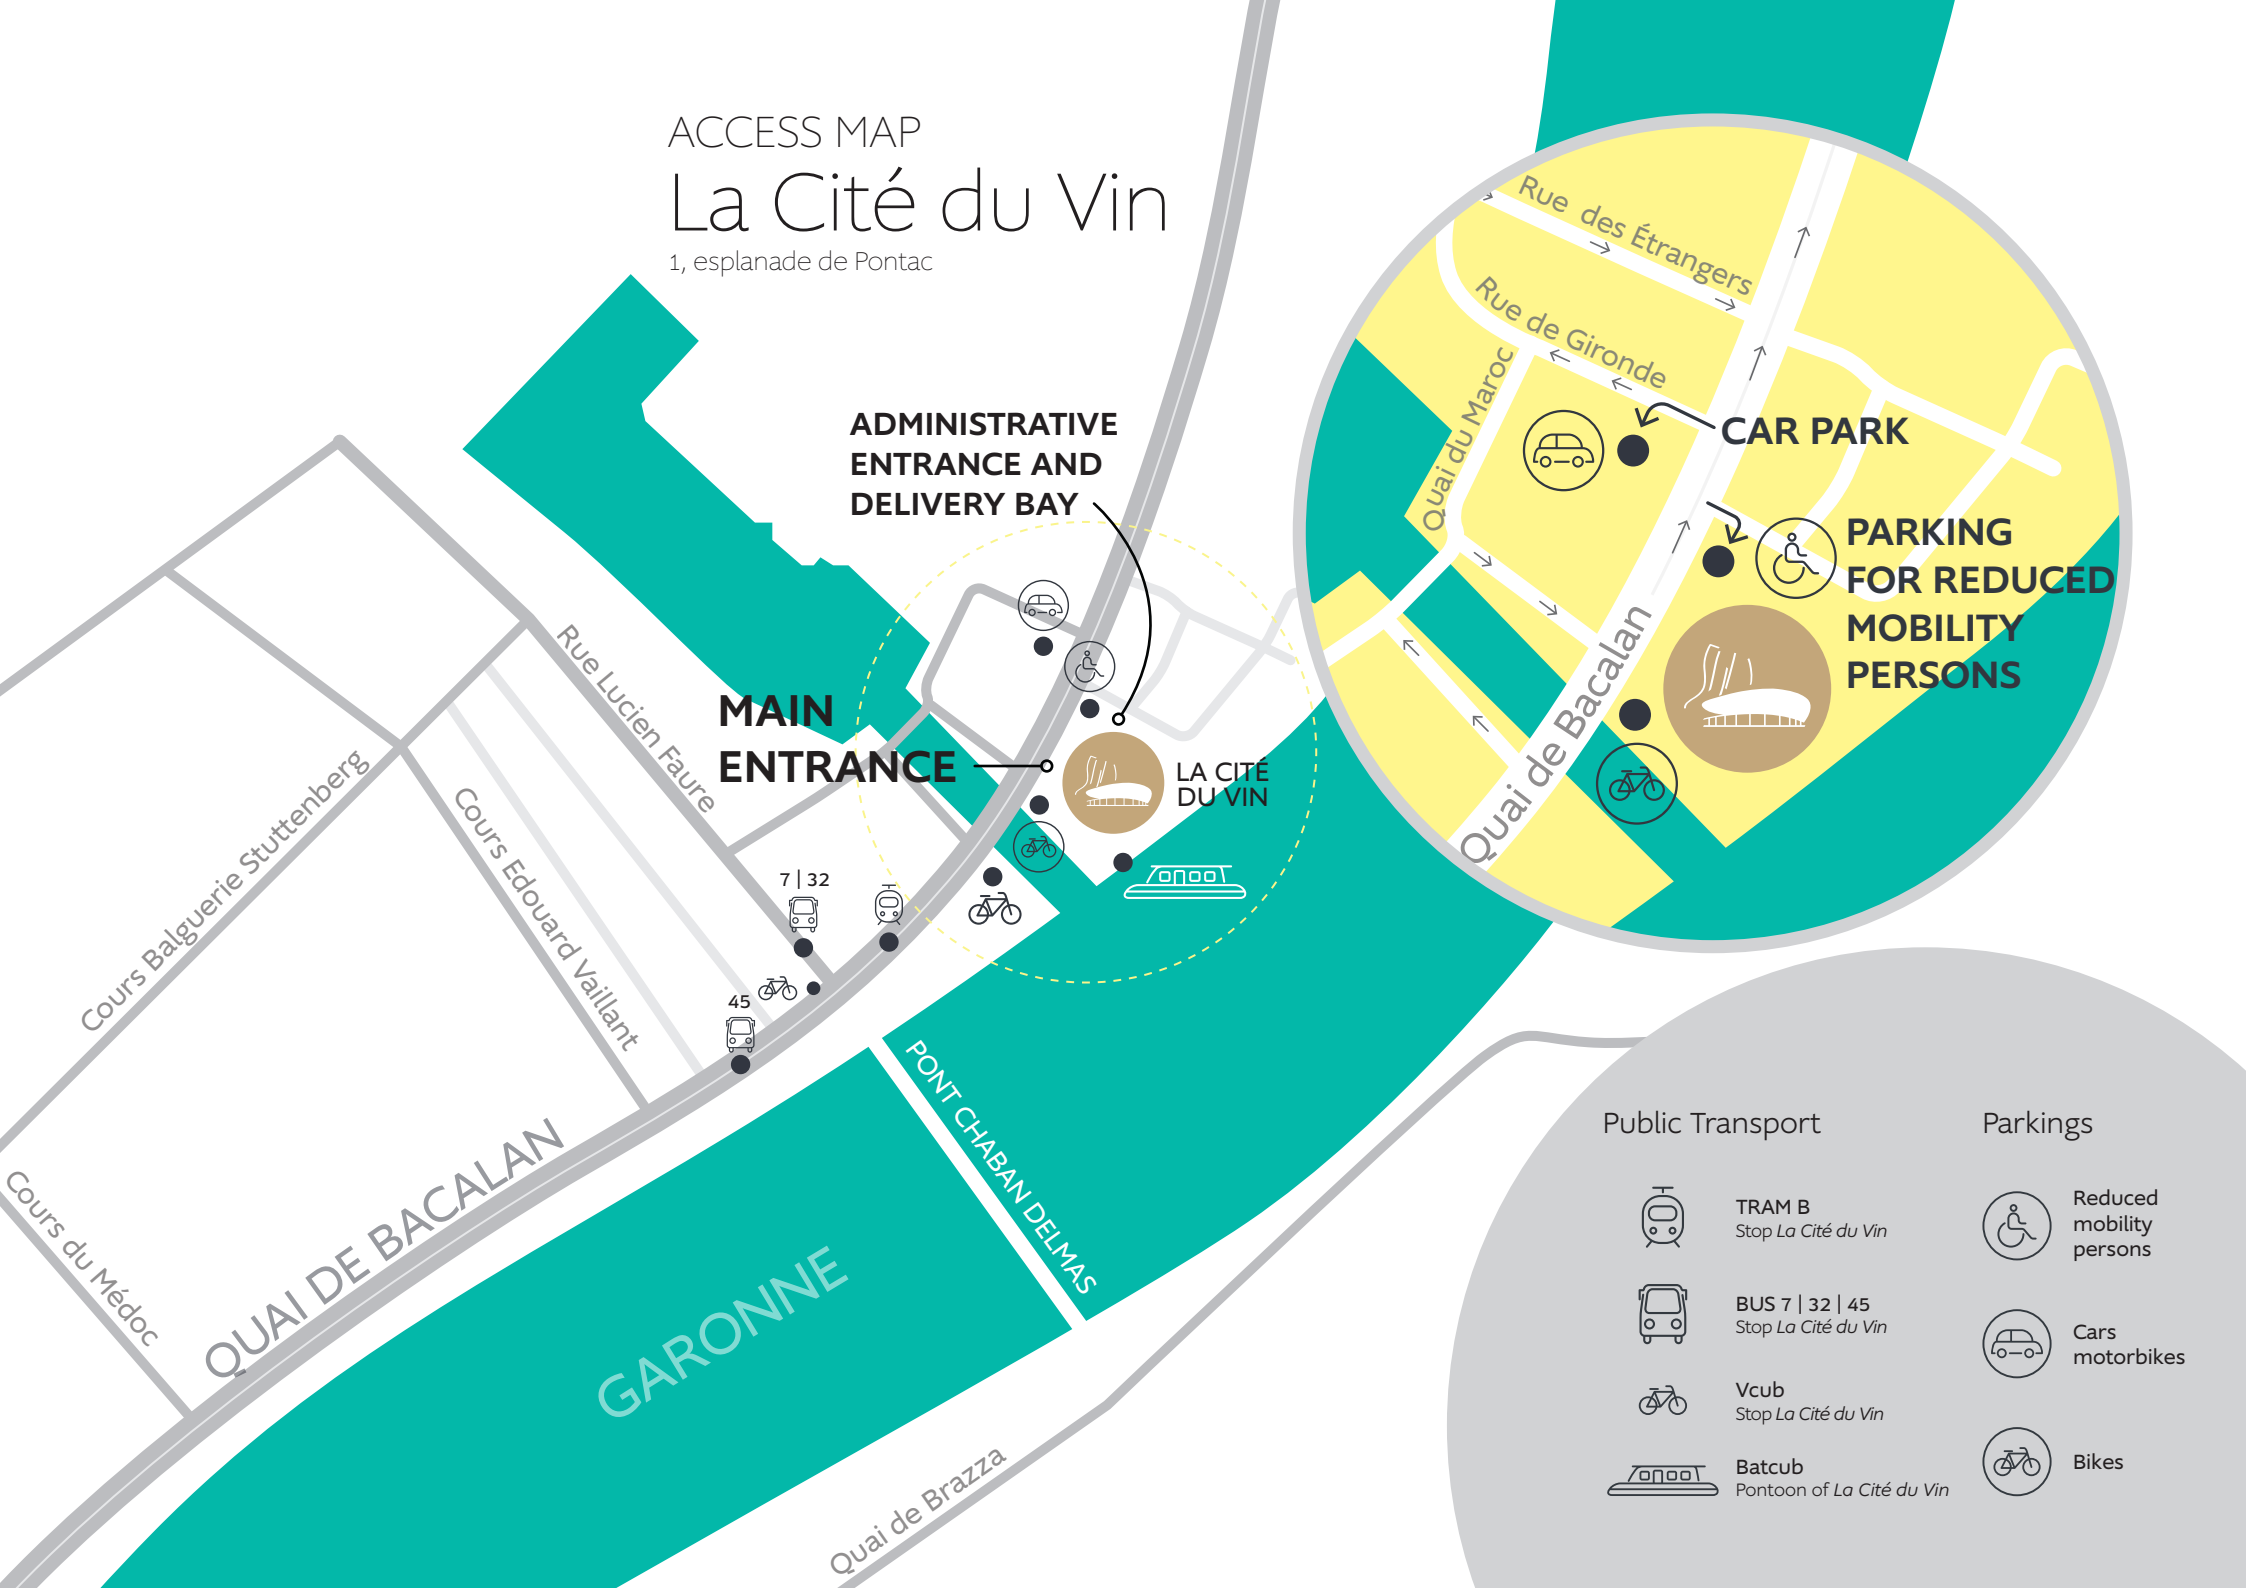 ACCESS MAP
La Cité du Vin
1, esplanade de Pontac
ADMINISTRATIVE
ENTRANCE AND
DELIVERY BAY
MAIN
ENTRANCE
LA CITÉ
DU VIN
Rue Lucien Faure
Cours Balguerie Stuttenberg
Cours Edouard Vaillant
7 | 32
45
Cours du Médoc
QUAI DE BACALAN
GARONNE
PONT CHABAN DELMAS
Quai de Brazza
Rue des Étrangers
Rue de Gironde
Quai du Maroc
CAR PARK
PARKING
FOR REDUCED
MOBILITY
PERSONS
Quai de Bacalan
Public Transport
TRAM B
Stop La Cité du Vin
BUS 7 | 32 | 45
Stop La Cité du Vin
Vcub
Stop La Cité du Vin
Batcub
Pontoon of La Cité du Vin
Parkings
Reduced
mobility
persons
Cars
motorbikes
Bikes